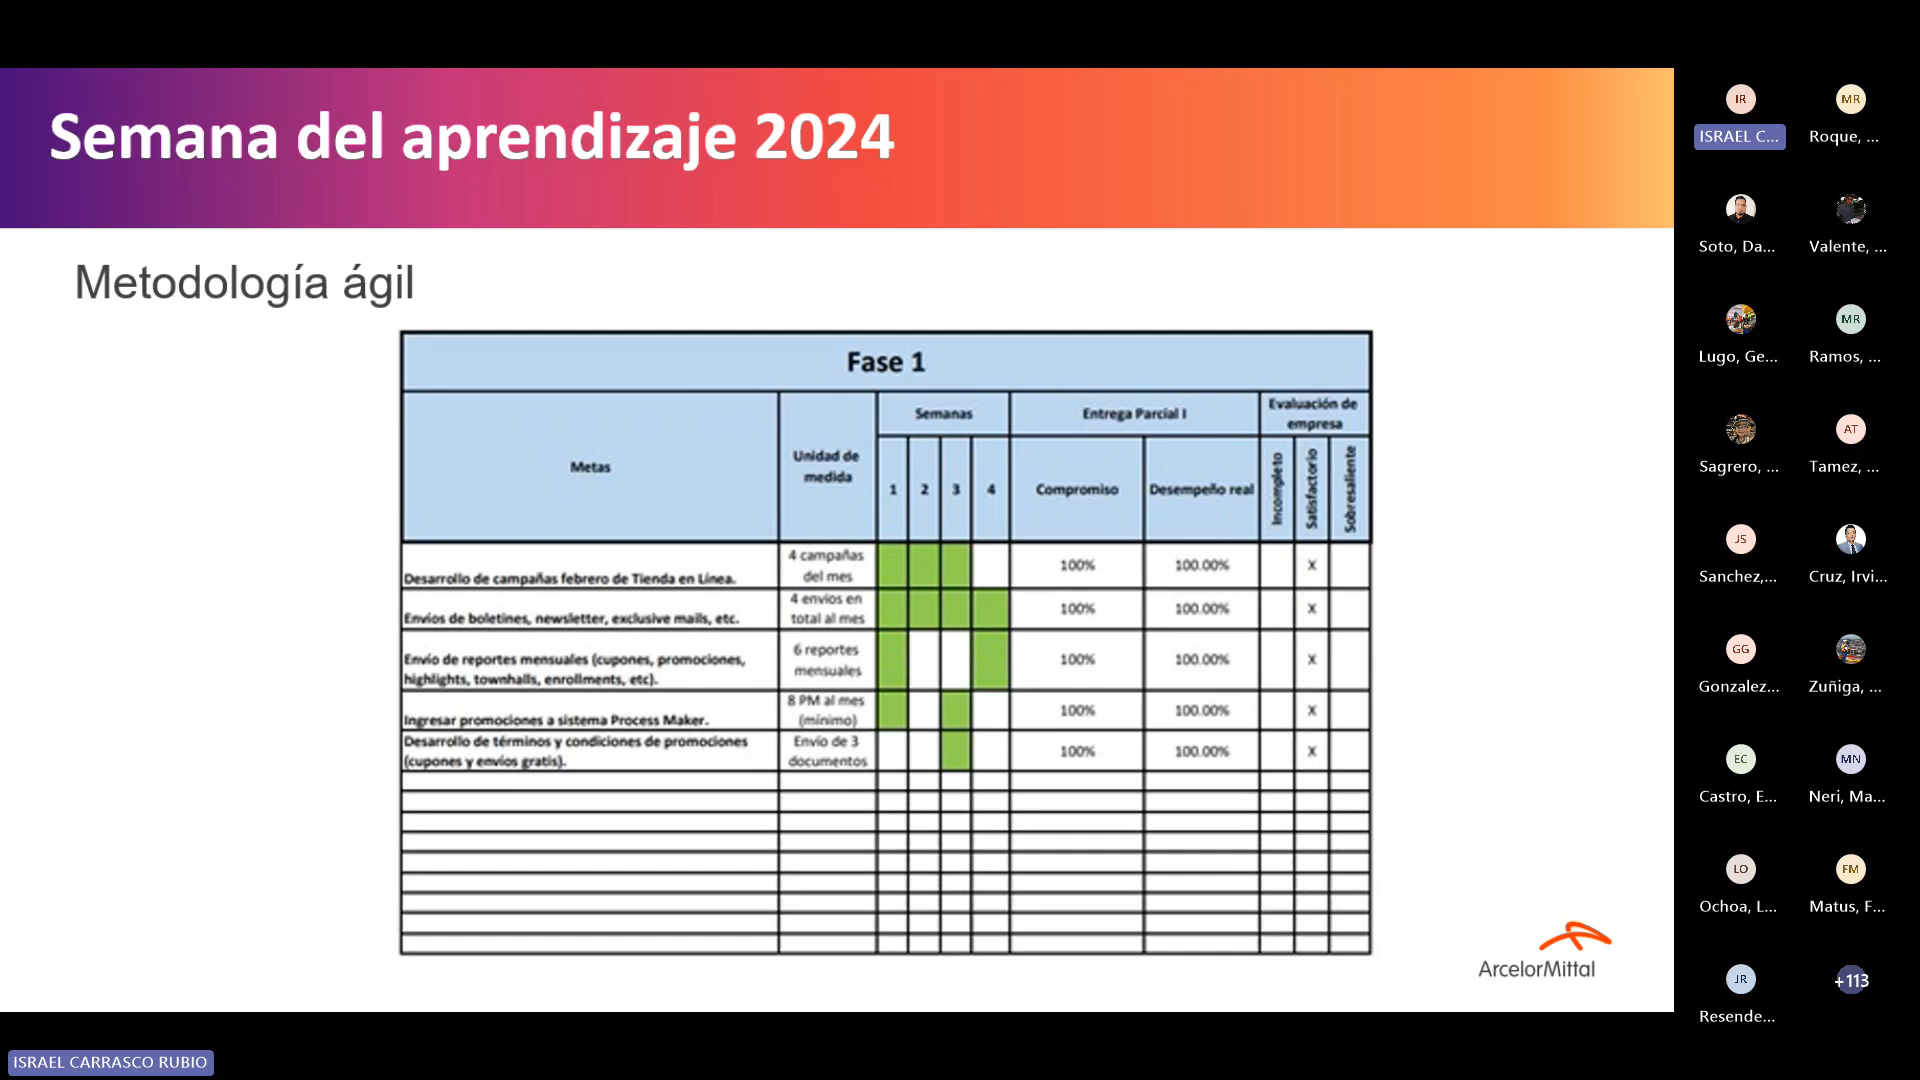 Semana del aprendizaje 2024
Metodología ágil
Fase 1
Metas
Unidad de
medida
Semanas
1 2 3 4
Entrega Parcial I
Compromiso
Desempeño real
Evaluación de
empresa
Incompleto
Satisfactorio
Sobresaliente
Desarrollo de campañas febrero de Tienda en Línea.
4 campañas
del mes
100%
100.00%
X
Envíos de boletines, newsletter, exclusive mails, etc.
4 envíos en
total al mes
100%
100.00%
X
Envío de reportes mensuales (cupones, promociones,
highlights, townhalls, enrollments, etc).
6 reportes
mensuales
100%
100.00%
X
Ingresar promociones a sistema Process Maker.
8 PM al mes
(mínimo)
100%
100.00%
X
Desarrollo de términos y condiciones de promociones
(cupones y envíos gratis).
Envío de 3
documentos
100%
100.00%
X
ArcelorMittal
IR
ISRAEL C...
MR
Roque, ...
Soto, Da...
Valente, ...
Lugo, Ge...
MR
Ramos, ...
Sagrero, ...
AT
Tamez, ...
JS
Sanchez,...
Cruz, Irvi...
GG
Gonzalez...
Zuñiga, ...
EC
Castro, E...
MN
Neri, Ma...
LO
Ochoa, L...
FM
Matus, F...
JR
Resende...
+113
ISRAEL CARRASCO RUBIO